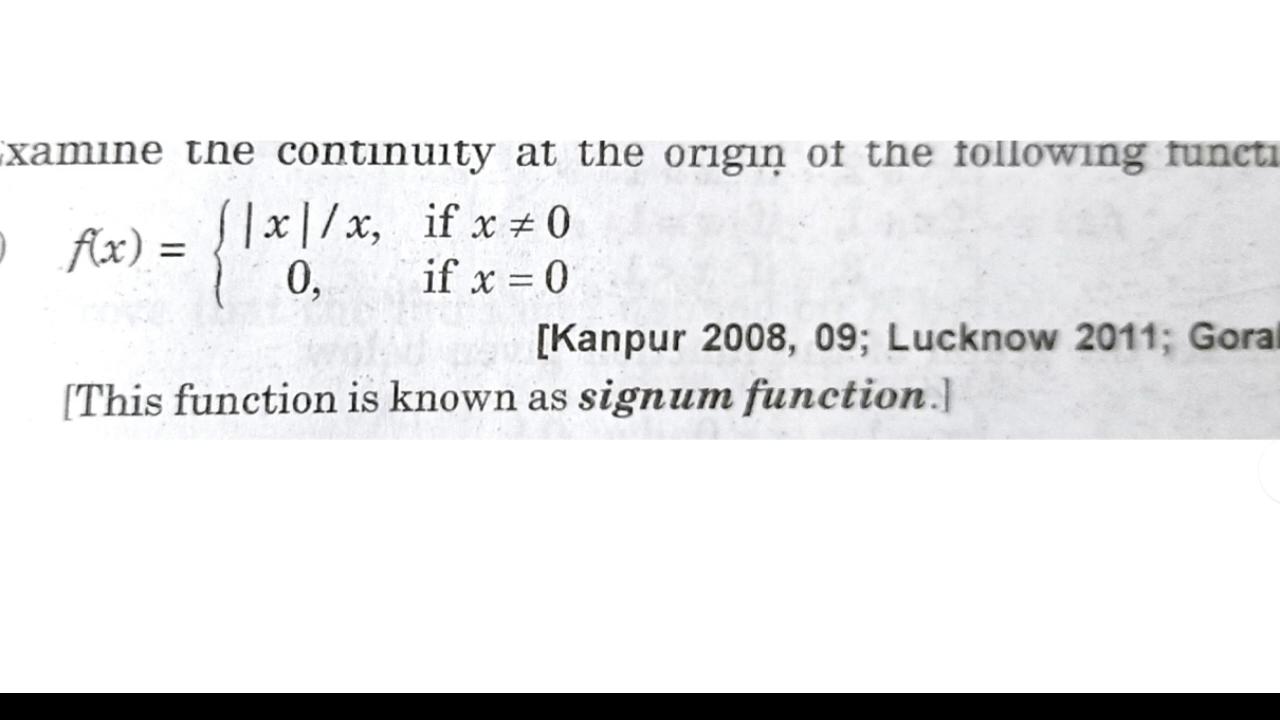 xamine the continuity at the origin of the following functi
) f(x) = { |x| / x, if x ≠ 0
0, if x = 0
[Kanpur 2008, 09; Lucknow 2011; Gora
[This function is known as signum function.]